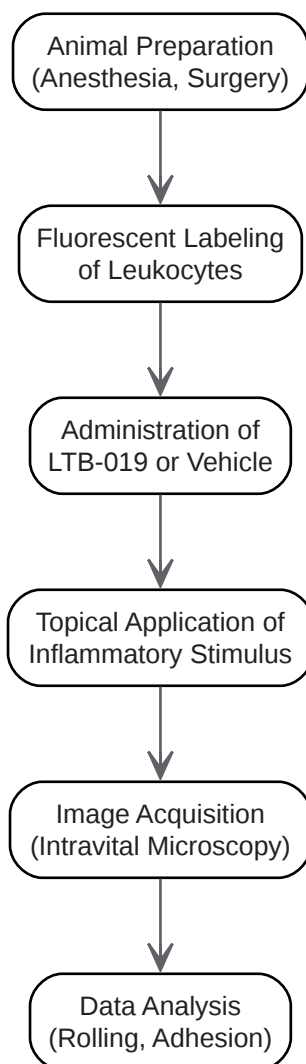 Animal Preparation
(Anesthesia, Surgery)
Fluorescent Labeling
of Leukocytes
Administration of
LTB-019 or Vehicle
Topical Application of
Inflammatory Stimulus
Image Acquisition
(Intravital Microscopy)
Data Analysis
(Rolling, Adhesion)